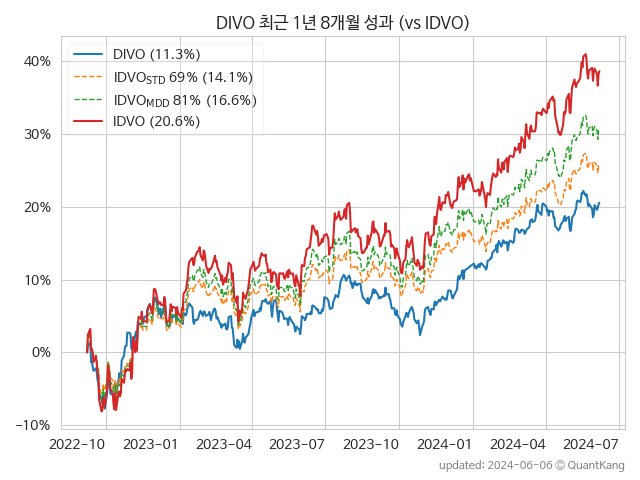 DIVO 최근 1년 8개월 성과 (vs IDVO)
DIVO (11.3%)
IDVO_STD 69% (14.1%)
IDVO_MDD 81% (16.6%)
IDVO (20.6%)
40%
30%
20%
10%
0%
−10%
2022-10 2023-01 2023-04 2023-07 2023-10 2024-01 2024-04 2024-07
updated: 2024-06-06 © QuantKang